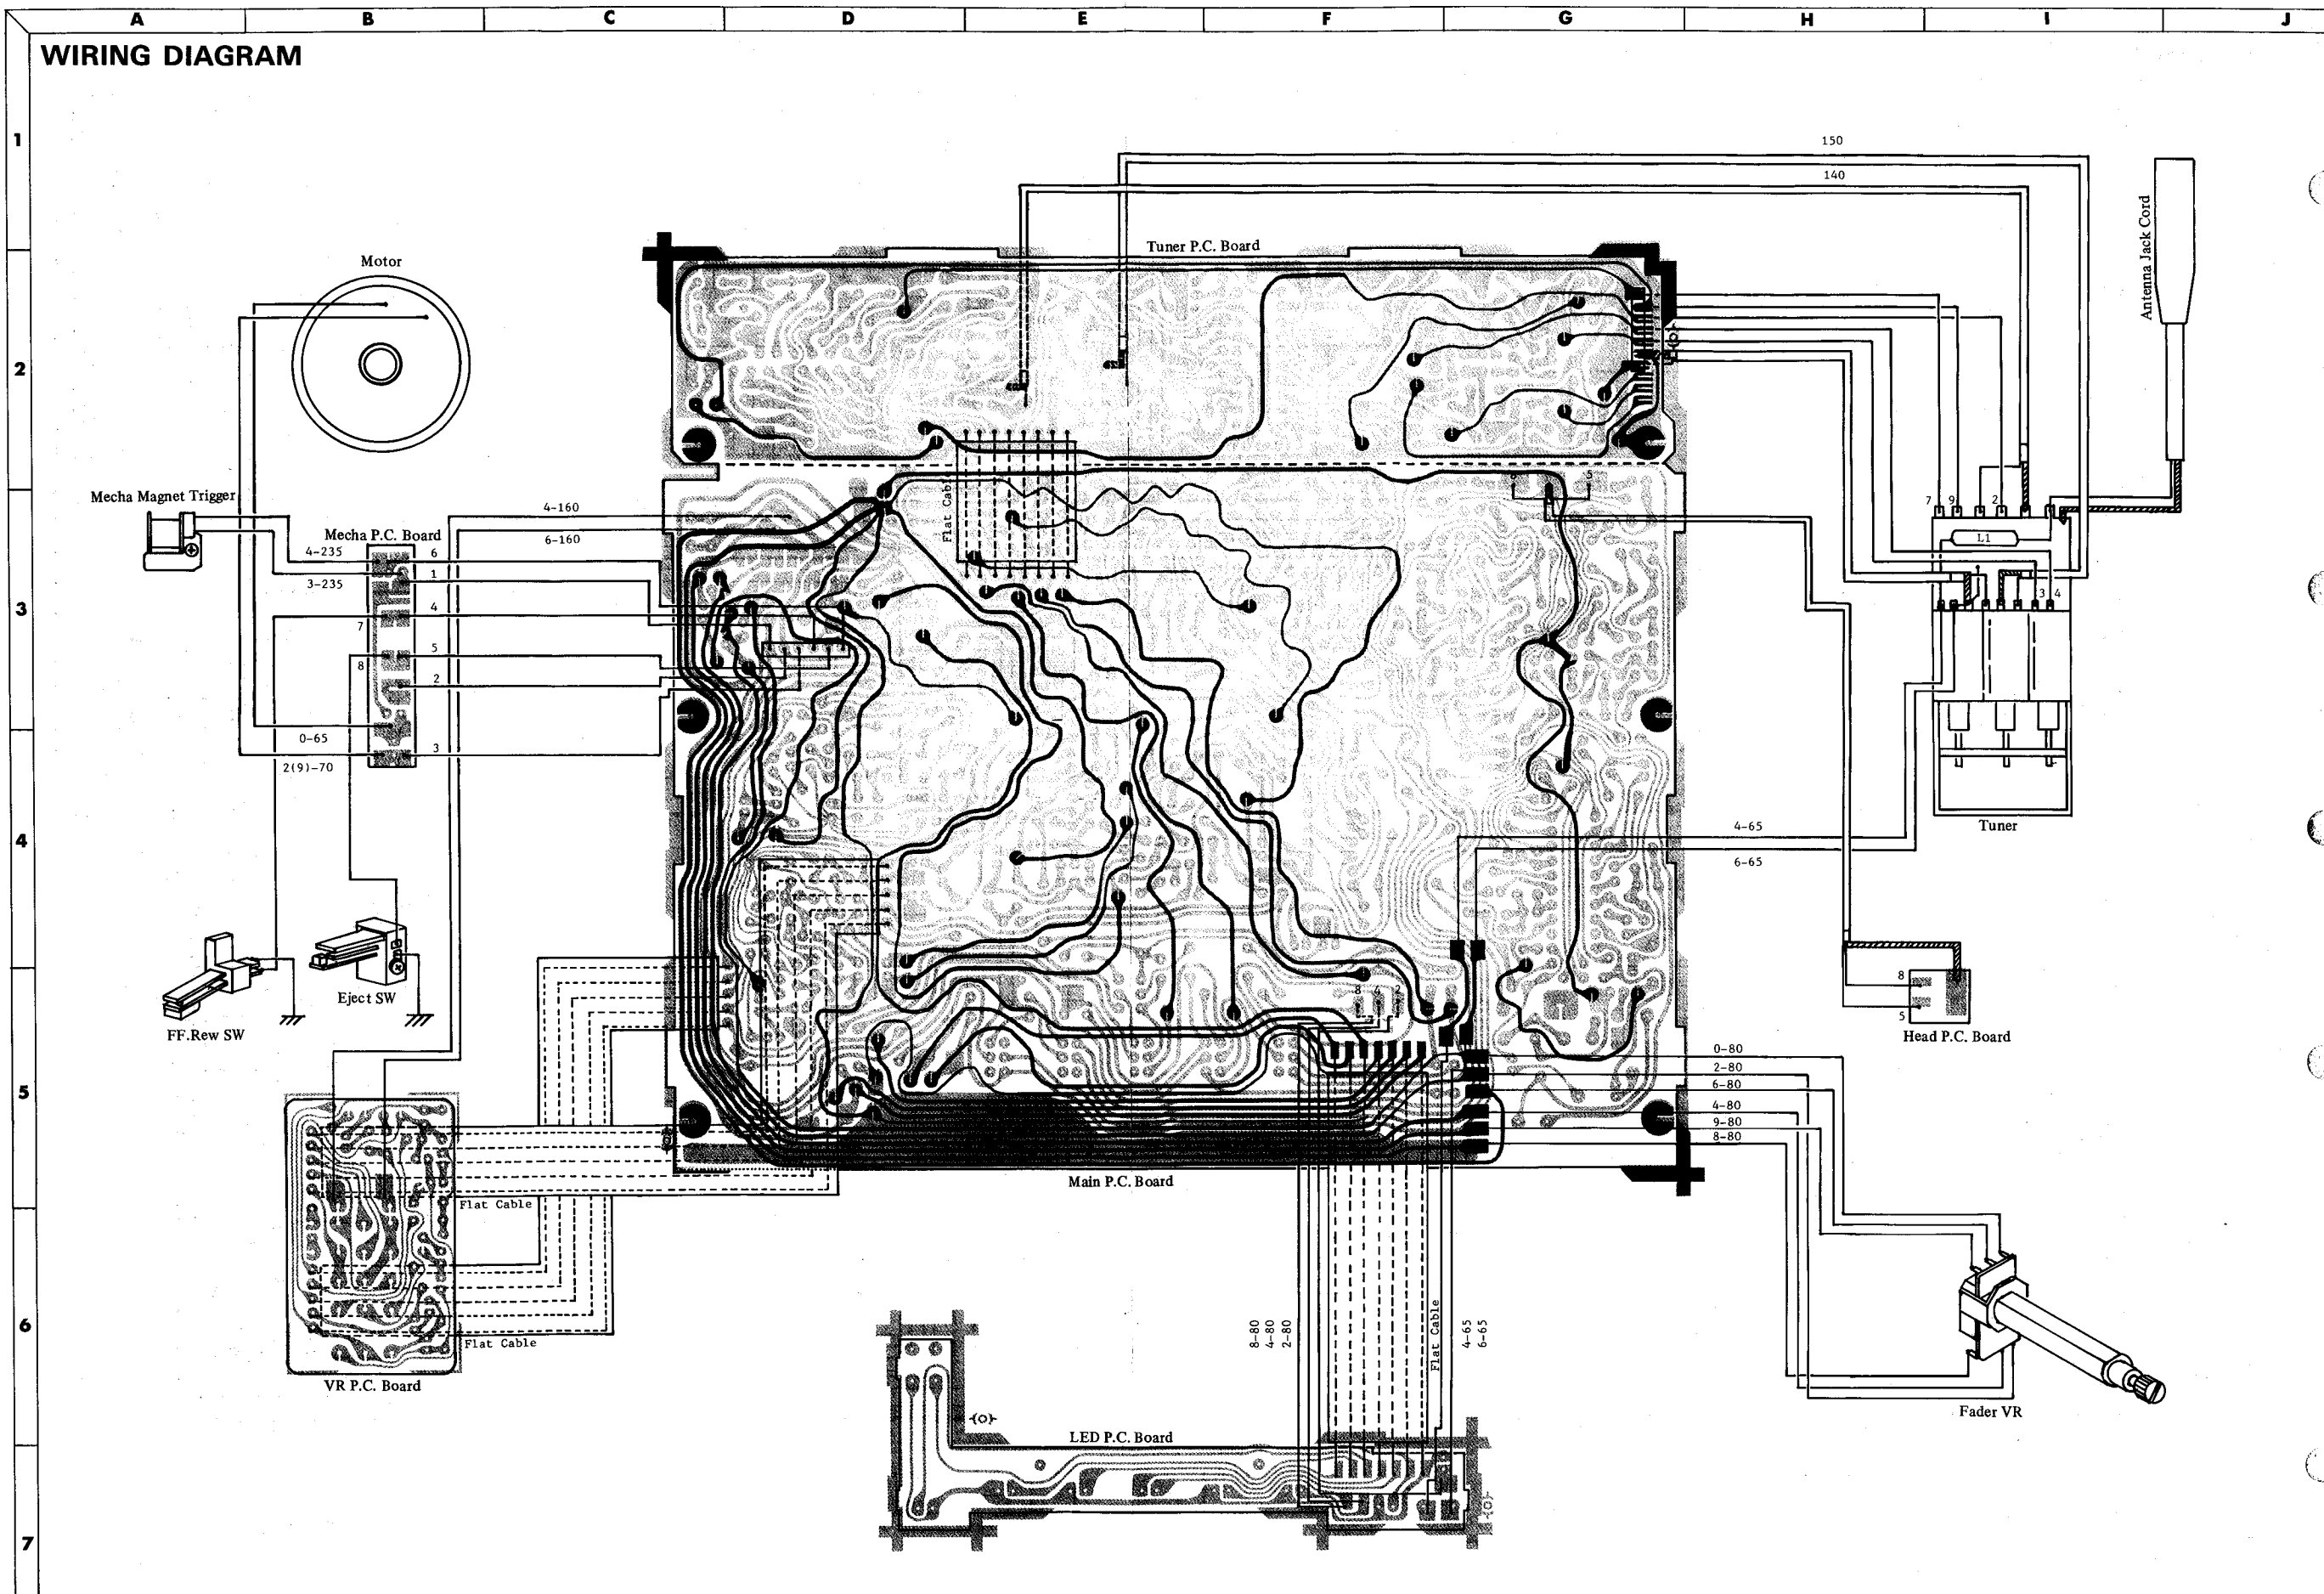 A B C D E F G H I J
WIRING DIAGRAM
1
2
3
4
5
6
7
150
140
Antenna Jack Cord
Tuner P.C. Board
Motor
Mecha Magnet Trigger
Mecha P.C. Board
4-235
3-235
6
1
4
7
5
8
2
0-65
2(9)-70
3
4-160
6-160
Flat Cable
5
7 9 2
L1
3 4
Tuner
4-65
6-65
FF.Rew SW
Eject SW
8 4 2
8
5
Head P.C. Board
0-80
2-80
6-80
4-80
9-80
8-80
Main P.C. Board
Flat Cable
Flat Cable
VR P.C. Board
8-80
4-80
2-80
Flat Cable
4-65
6-65
Fader VR
LED P.C. Board